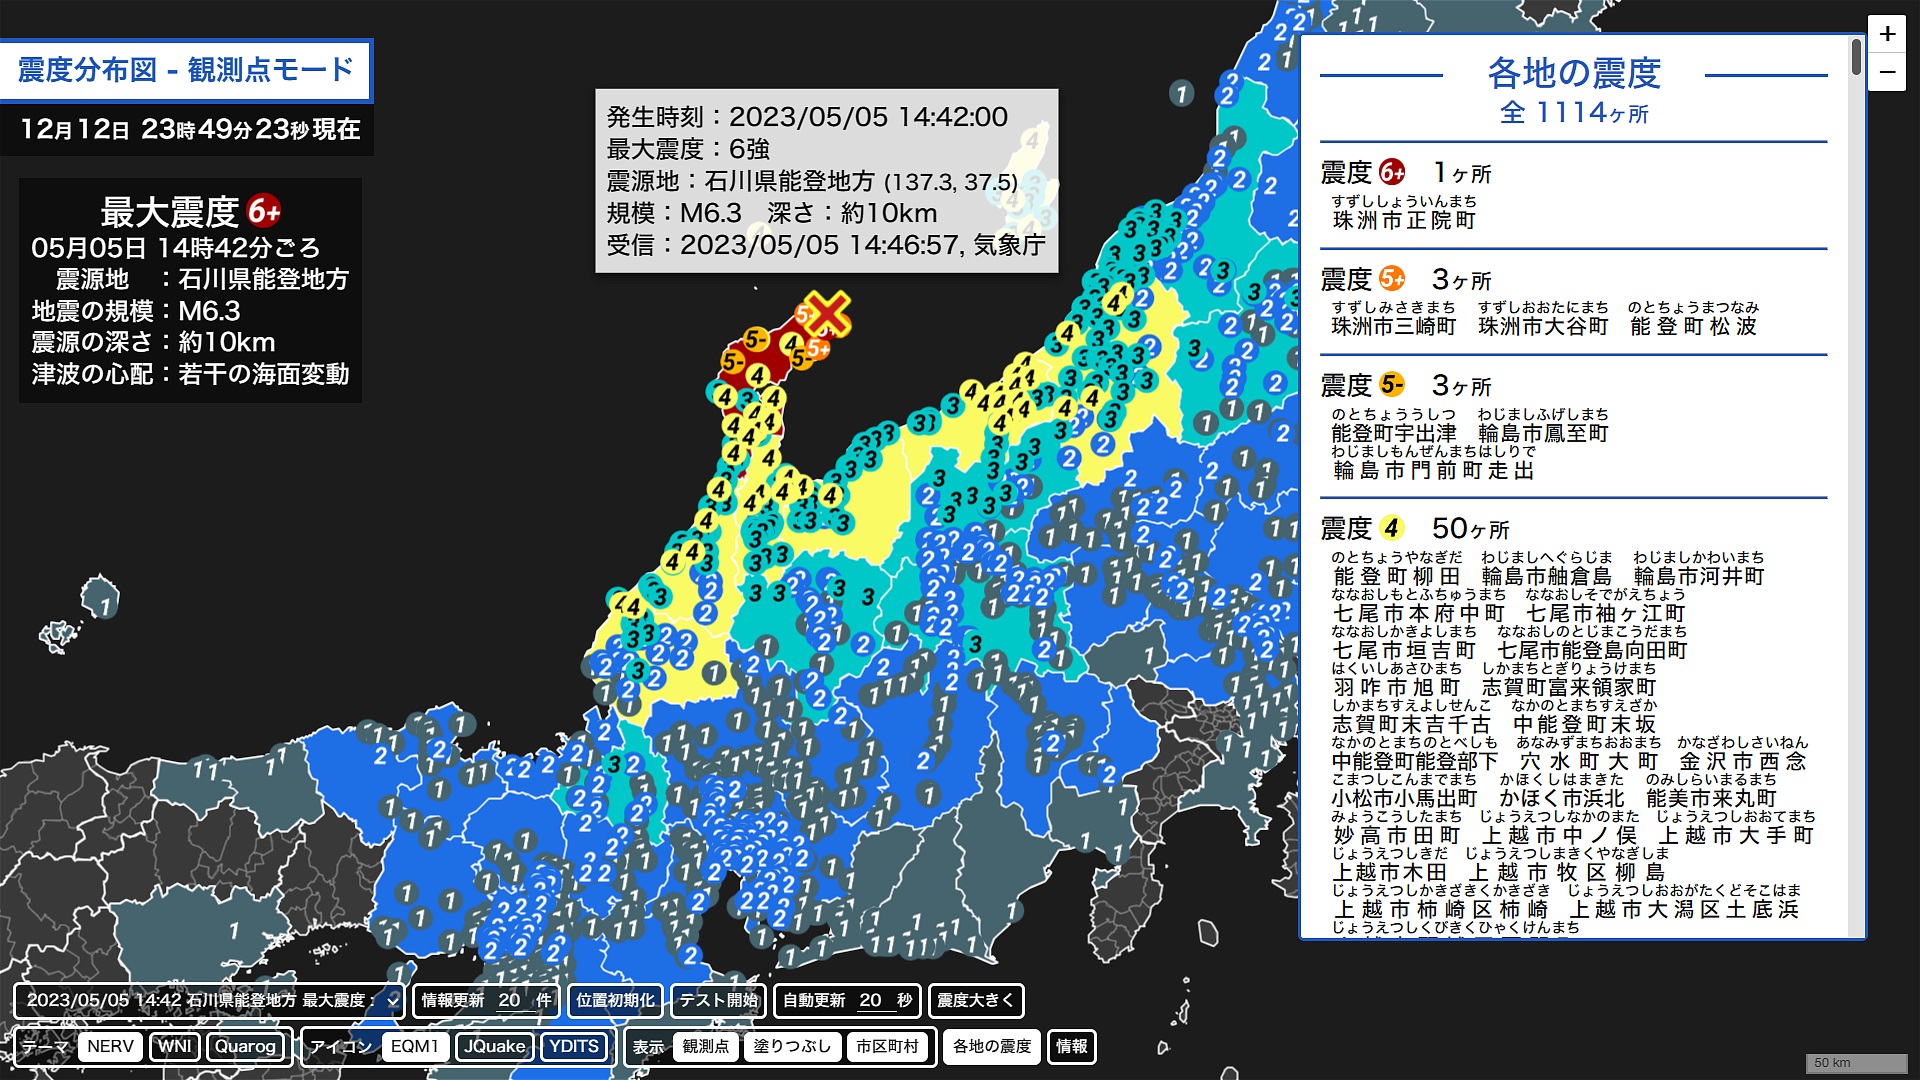 震度分布図 - 観測点モード
12月12日 23時49分23秒現在
最大震度 6+
05月05日 14時42分ごろ
震源地 ：石川県能登地方
地震の規模：M6.3
震源の深さ：約10km
津波の心配：若干の海面変動
発生時刻：2023/05/05 14:42:00
最大震度：6強
震源地：石川県能登地方 (137.3, 37.5)
規模：M6.3 深さ：約10km
受信：2023/05/05 14:46:57, 気象庁
各地の震度
全 1114ヶ所
震度 6+ 1ヶ所
すずししょういんまち
珠洲市正院町
震度 5+ 3ヶ所
すずしみさきまち すずしおおたにまち のとちょうまつなみ
珠洲市三崎町 珠洲市大谷町 能登町松波
震度 5- 3ヶ所
のとちょううしつ わじましふげしまち
能登町宇出津 輪島市鳳至町
わじましもんぜんまちはしりで
輪島市門前町走出
震度 4 50ヶ所
のとちょうやなぎだ わじましへぐらじま わじましかわいまち
能登町柳田 輪島市舳倉島 輪島市河井町
ななおしもとふちゅうまち ななおしそでがえちょう
七尾市本府中町 七尾市袖ヶ江町
ななおしかきよしまち ななおしのとじまこうだまち
七尾市垣吉町 七尾市能登島向田町
はくいしあさひまち しかまちとぎりょうけまち
羽咋市旭町 志賀町富来領家町
しかまちすえよしせんこ なかのとまちすえざか
志賀町末吉千古 中能登町末坂
なかのとまちのとべしも あなみずまちおおまち かなざわしさいねん
中能登町能登部下 穴水町大町 金沢市西念
こまつしこんまでまち かほくしはまきた のみしらいまるまち
小松市小馬出町 かほく市浜北 能美市来丸町
みょうこうしたまち じょうえつしなかのまた じょうえつしおおてまち
妙高市田町 上越市中ノ俣 上越市大手町
じょうえつしきだ じょうえつしまきくやなぎしま
上越市木田 上越市牧区柳島
じょうえつしかきざきくかきざき じょうえつしおおがたくどそこはま
上越市柿崎区柿崎 上越市大潟区土底浜
じょうえつしくびきくひゃくけんまち
+
−
2023/05/05 14:42 石川県能登地方 最大震度：
情報更新 20 件
位置初期化
テスト開始
自動更新 20 秒
震度大きく
テーマ NERV WNI Quarog
アイコン EQM1 JQuake YDITS
表示 観測点 塗りつぶし 市区町村
各地の震度
情報
50 km